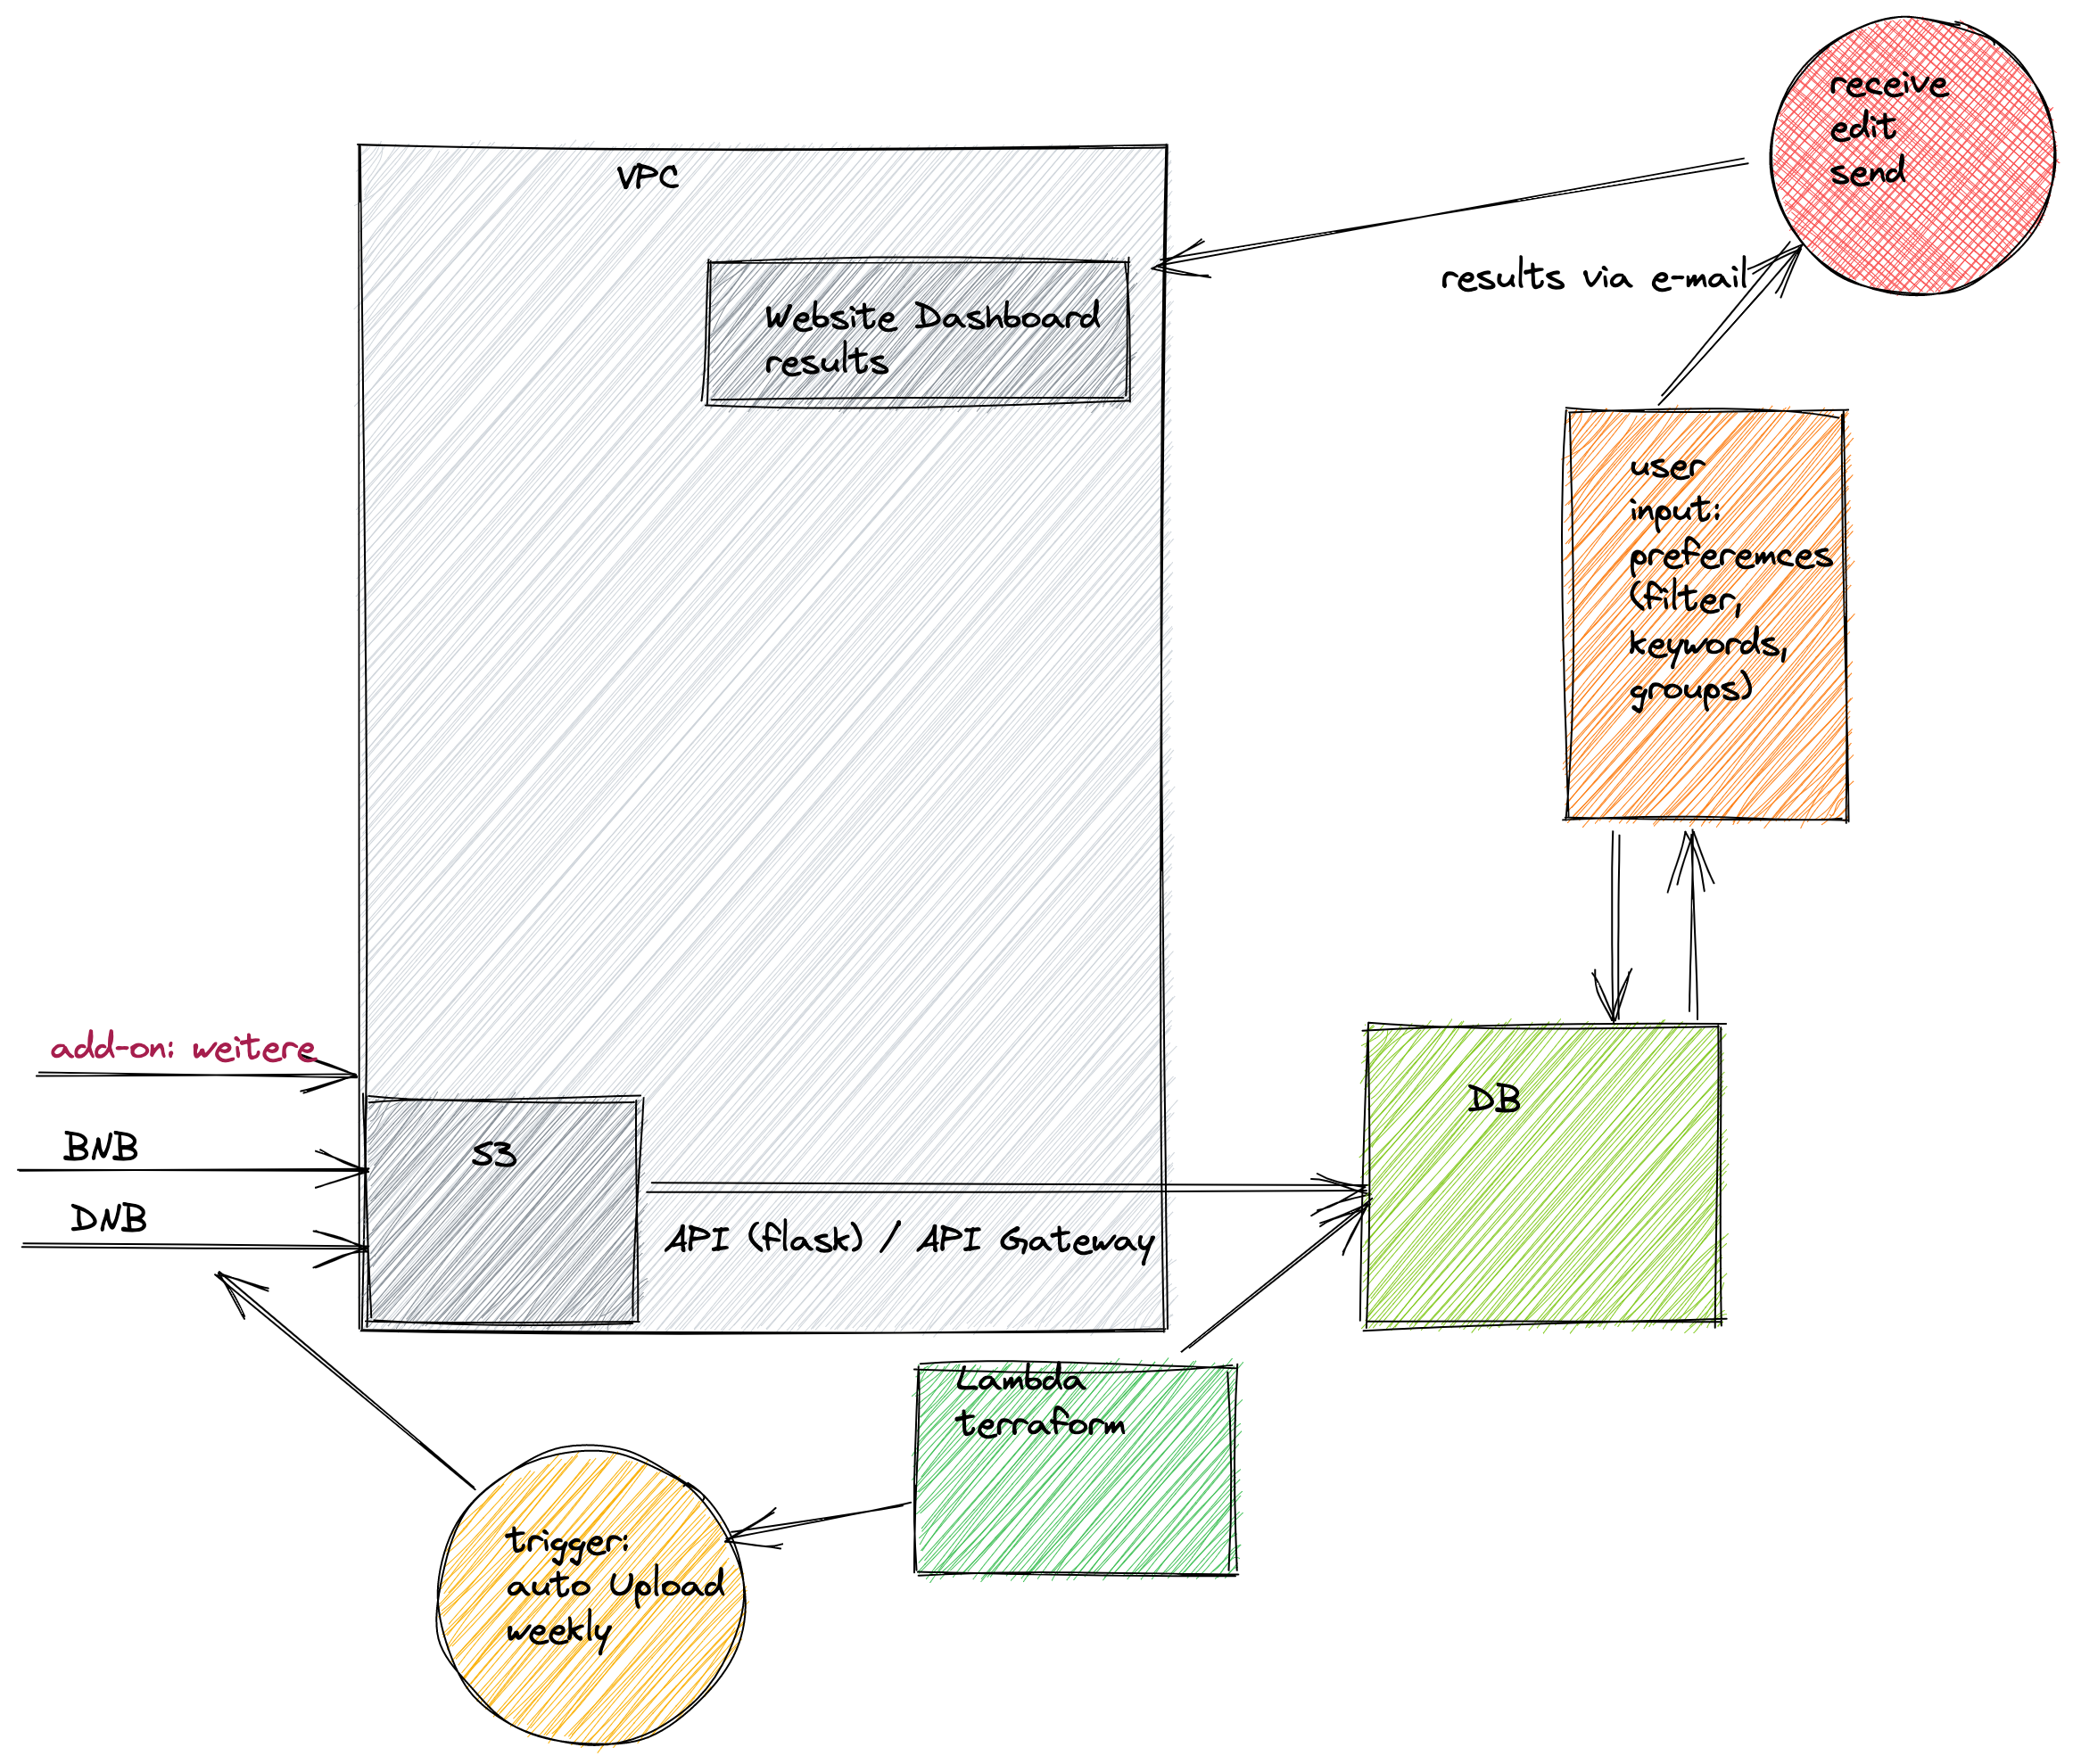 receive
edit
send
VPC
results via e-mail
Website Dashboard
results
user
input:
preferemces
(filter,
keywords,
groups)
add-on: weitere
DB
BNB
S3
DNB
API (flask) / API Gateway
Lambda
terraform
trigger:
auto Upload
weekly